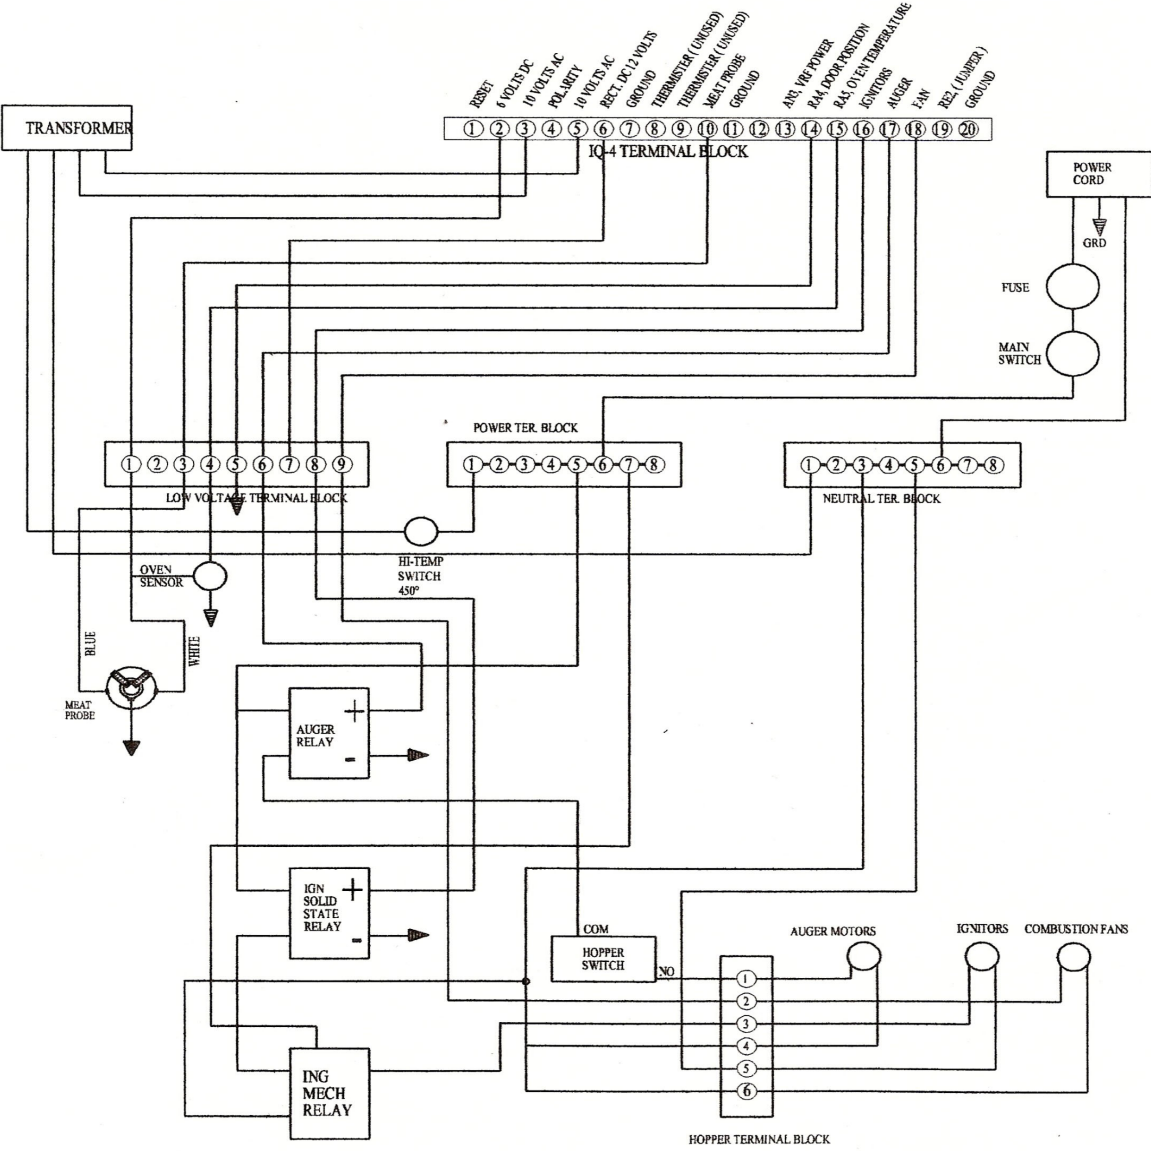 RESET
6 VOLTS DC
10 VOLTS AC
POLARITY
10 VOLTS AC
RECT. DC12 VOLTS
GROUND
THERMISTER ( UNUSED)
THERMISTER ( UNUSED)
MEAT PROBE
GROUND
AN3, VRF POWER
RA4, DOOR POSITION
RA5, OVEN TEMPERATURE
IGNITORS
AUGER
FAN
RE2, ( JUMPER )
GROUND
TRANSFORMER
1 2 3 4 5 6 7 8 9 10 11 12 13 14 15 16 17 18 19 20
IQ-4 TERMINAL BLOCK
POWER
CORD
GRD
FUSE
MAIN
SWITCH
POWER TER. BLOCK
1 2 3 4 5 6 7 8 9
1 2 3 4 5 6 7 8
1 2 3 4 5 6 7 8
LOW VOLTAGE TERMINAL BLOCK
NEUTRAL TER. BLOCK
HI-TEMP
SWITCH
450°
OVEN
SENSOR
BLUE
WHITE
MEAT
PROBE
AUGER
RELAY
+
-
IGN
SOLID
STATE
RELAY
+
-
COM
HOPPER
SWITCH
NO
AUGER MOTORS
IGNITORS
COMBUSTION FANS
1
2
3
4
5
6
ING
MECH
RELAY
HOPPER TERMINAL BLOCK